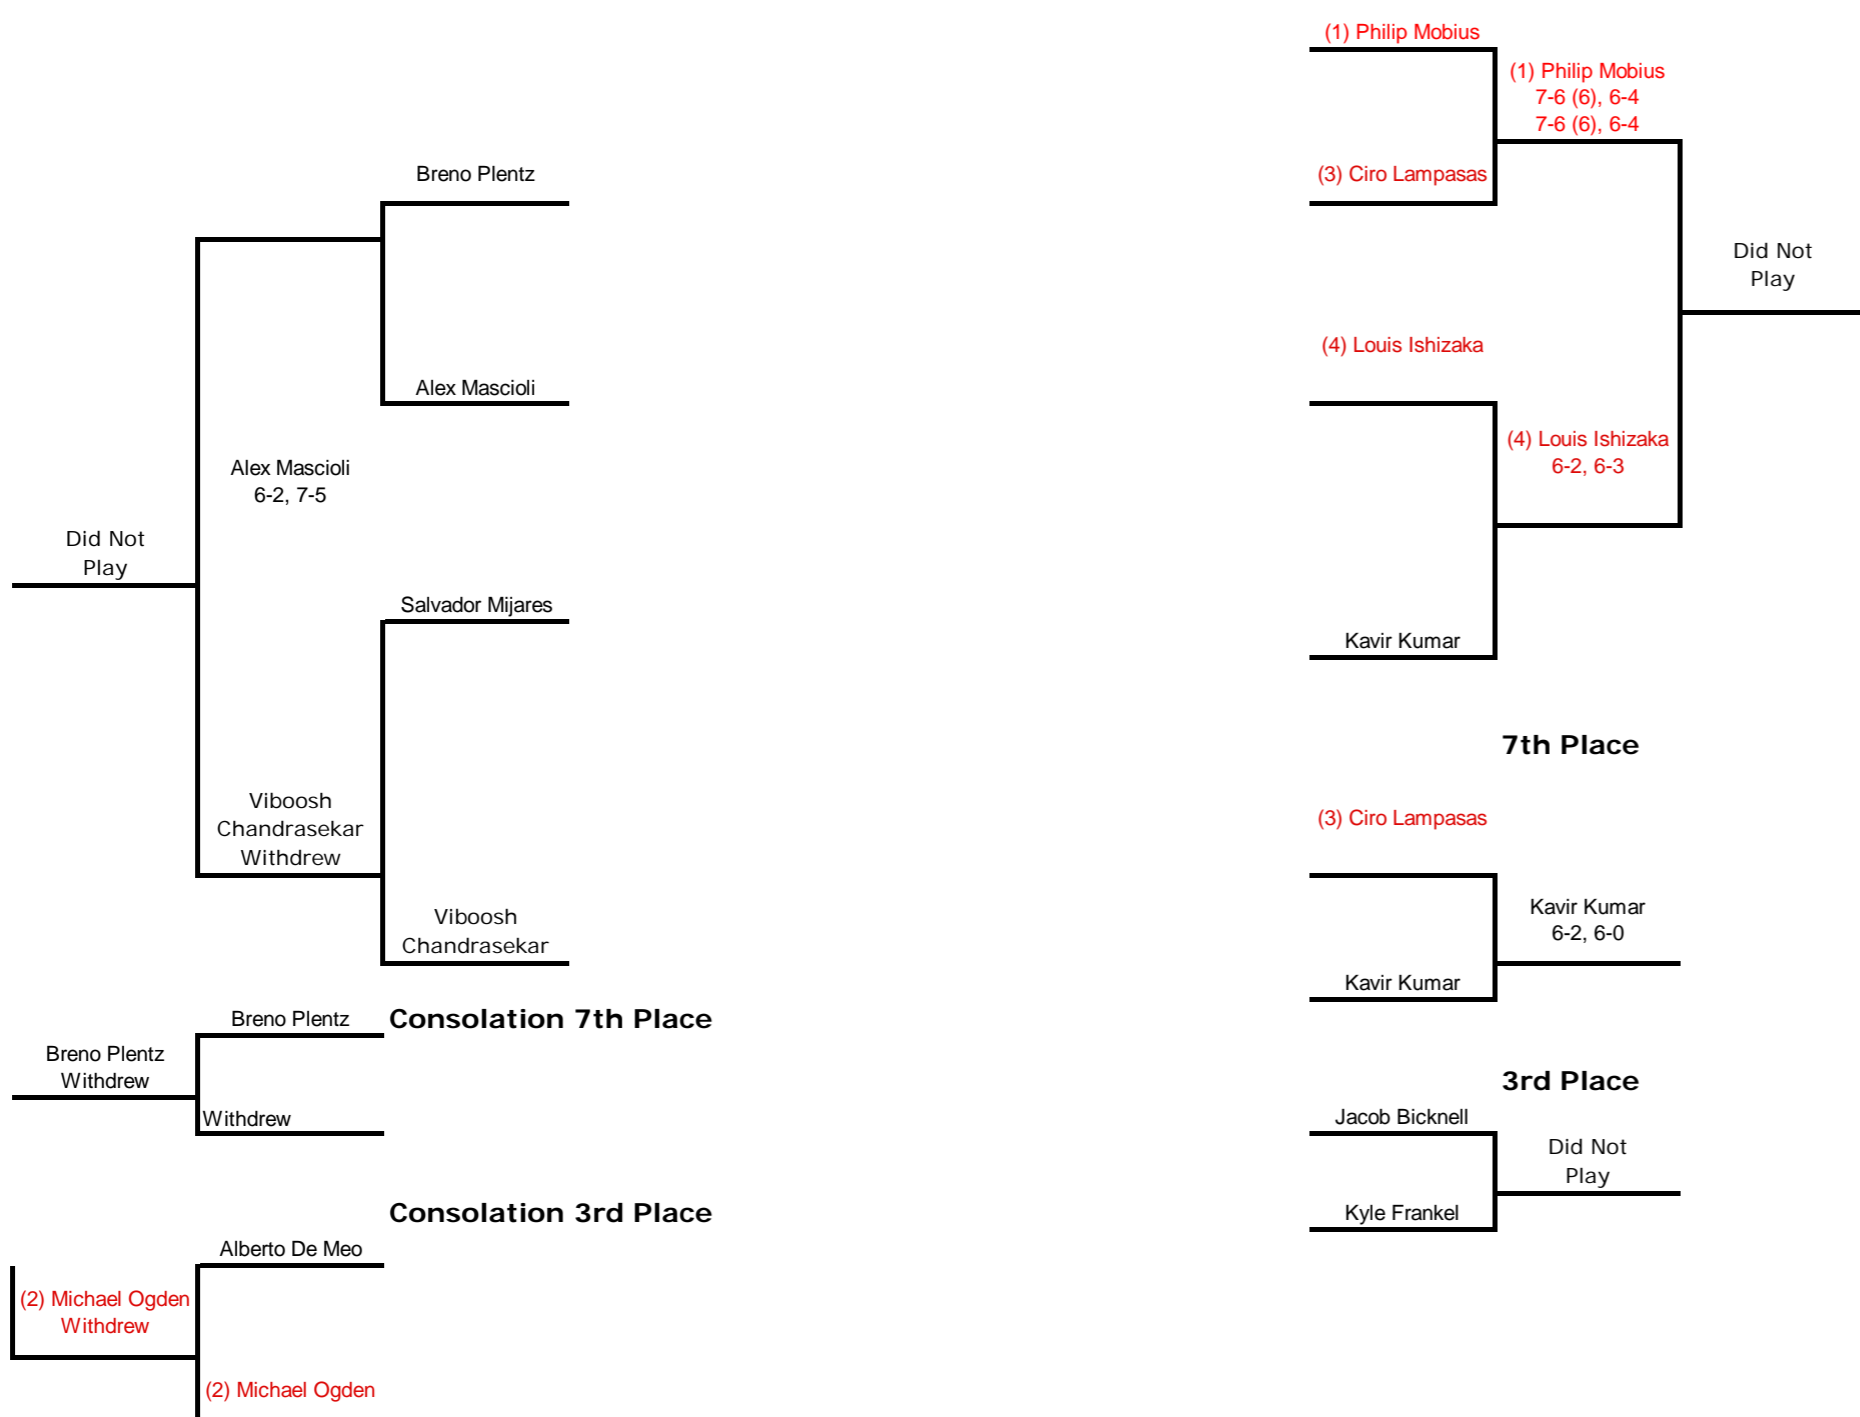 (1) Philip Mobius
(1) Philip Mobius
7-6 (6), 6-4
7-6 (6), 6-4
Breno Plentz
(3) Ciro Lampasas
Did Not
Play
(4) Louis Ishizaka
Alex Mascioli
(4) Louis Ishizaka
6-2, 6-3
Alex Mascioli
6-2, 7-5
Did Not
Play
Salvador Mijares
Kavir Kumar
7th Place
Viboosh
Chandrasekar
Withdrew
(3) Ciro Lampasas
Viboosh
Chandrasekar
Kavir Kumar
6-2, 6-0
Kavir Kumar
Breno Plentz
Consolation 7th Place
Breno Plentz
Withdrew
Withdrew
3rd Place
Jacob Bicknell
Did Not
Play
Kyle Frankel
Consolation 3rd Place
Alberto De Meo
(2) Michael Ogden
Withdrew
(2) Michael Ogden